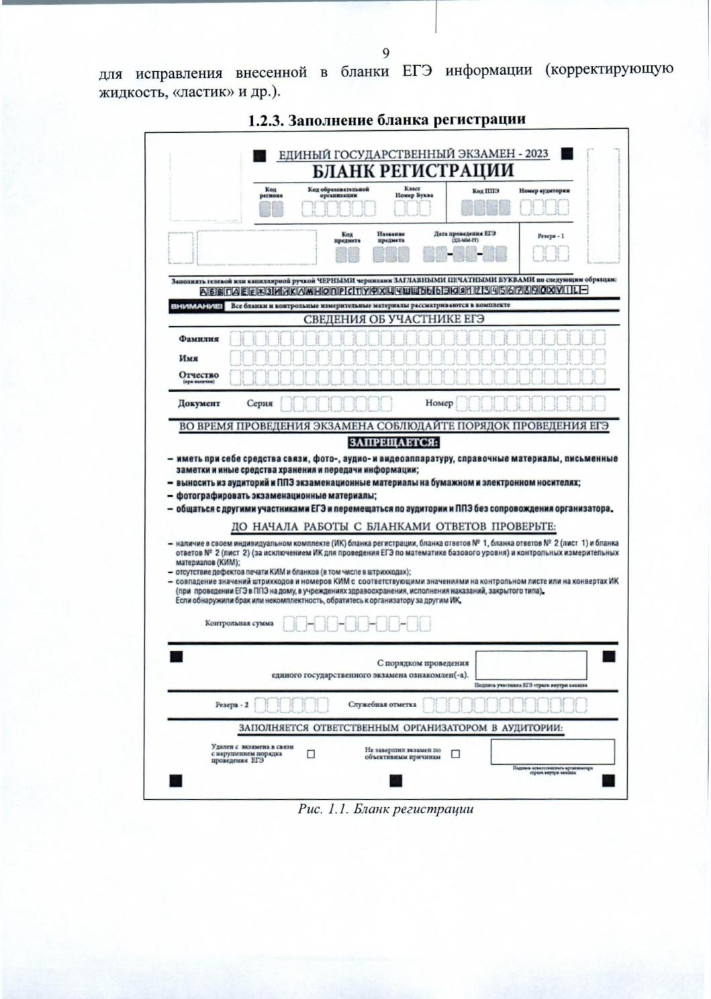 9
для исправления внесенной в бланки ЕГЭ информации (корректирующую
жидкость, «ластик» и др.).
1.2.3. Заполнение бланка регистрации
ЕДИНЫЙ ГОСУДАРСТВЕННЫЙ ЭКЗАМЕН - 2023
БЛАНК РЕГИСТРАЦИИ
Код региона
Код образовательной организации
Класс Номер Буква
Код ППЭ
Номер аудитории
Код предмета
Название предмета
Дата проведения ЕГЭ (ДД-ММ-ГГ)
Резерв - 1
Заполнять гелевой или капиллярной ручкой ЧЕРНЫМИ чернилами ЗАГЛАВНЫМИ ПЕЧАТНЫМИ БУКВАМИ по следующим образцам:
АБВГДЕЁЖЗИЙКЛМНОПРСТУФХЦЧШЩЪЫЬЭЮЯ1234567890XVIL-
ВНИМАНИЕ! Все бланки и контрольные измерительные материалы рассматриваются в комплекте
СВЕДЕНИЯ ОБ УЧАСТНИКЕ ЕГЭ
Фамилия
Имя
Отчество
(при наличии)
Документ Серия Номер
ВО ВРЕМЯ ПРОВЕДЕНИЯ ЭКЗАМЕНА СОБЛЮДАЙТЕ ПОРЯДОК ПРОВЕДЕНИЯ ЕГЭ
ЗАПРЕЩАЕТСЯ:
– иметь при себе средства связи, фото-, аудио- и видеоаппаратуру, справочные материалы, письменные
заметки и иные средства хранения и передачи информации;
– выносить из аудиторий и ППЭ экзаменационные материалы на бумажном и электронном носителях;
– фотографировать экзаменационные материалы;
– общаться с другими участниками ЕГЭ и перемещаться по аудитории и ППЭ без сопровождения организатора.
ДО НАЧАЛА РАБОТЫ С БЛАНКАМИ ОТВЕТОВ ПРОВЕРЬТЕ:
– наличие в своем индивидуальном комплекте (ИК) бланка регистрации, бланка ответов № 1, бланка ответов № 2 (лист 1) и бланка
ответов № 2 (лист 2) (за исключением ИК для проведения ЕГЭ по математике базового уровня) и контрольных измерительных
материалов (КИМ);
– отсутствие дефектов печати КИМ и бланков (в том числе в штрихкодах);
– совпадение значений штрихкодов и номеров КИМ с соответствующими значениями на контрольном листе или на конвертах ИК
(при проведении ЕГЭ в ППЭ на дому, в учреждениях здравоохранения, исполнения наказаний, закрытого типа).
Если обнаружили брак или некомплектность, обратитесь к организатору за другим ИК.
Контрольная сумма
С порядком проведения
единого государственного экзамена ознакомлен(-а).
Подпись участника ЕГЭ строго внутри окошка
Резерв - 2 Служебная отметка
ЗАПОЛНЯЕТСЯ ОТВЕТСТВЕННЫМ ОРГАНИЗАТОРОМ В АУДИТОРИИ:
Удален с экзамена в связи
с нарушением порядка
проведения ЕГЭ
Не завершил экзамен по
объективным причинам
Подпись ответственного организатора
строго внутри окошка
Рис. 1.1. Бланк регистрации